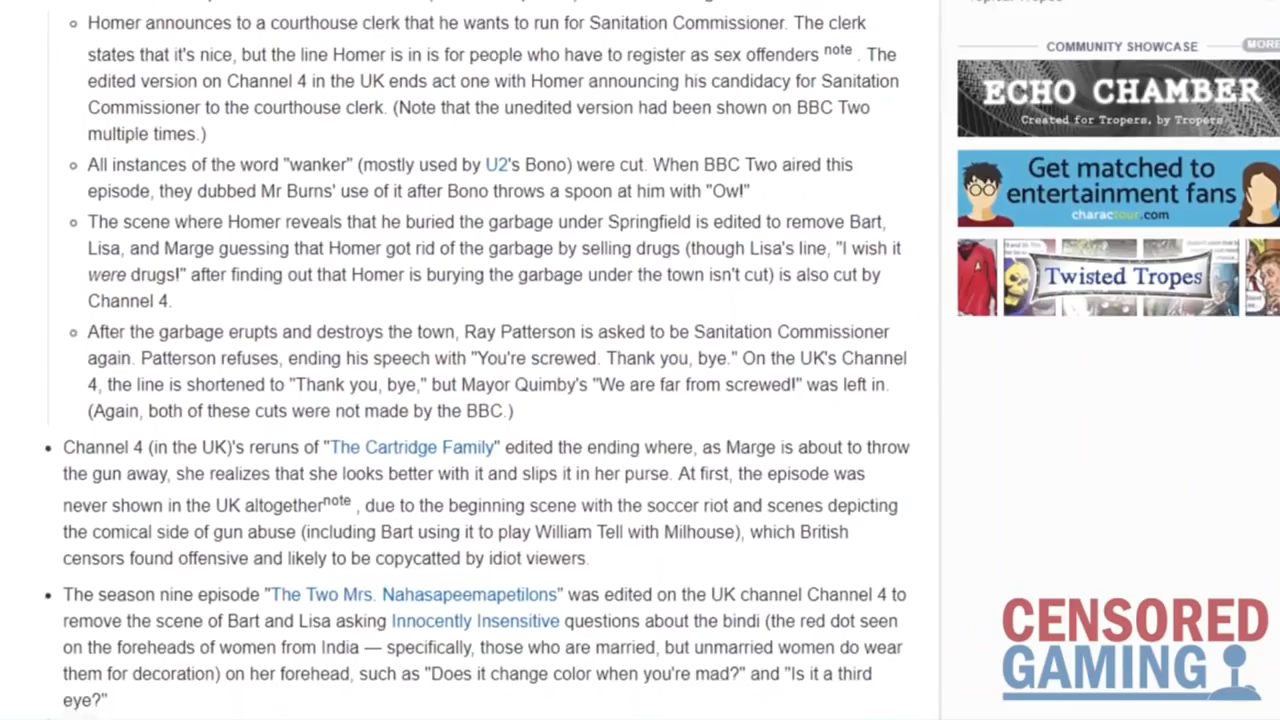 Homer announces to a courthouse clerk that he wants to run for Sanitation Commissioner. The clerk
states that it's nice, but the line Homer is in is for people who have to register as sex offenders note . The
edited version on Channel 4 in the UK ends act one with Homer announcing his candidacy for Sanitation
Commissioner to the courthouse clerk. (Note that the unedited version had been shown on BBC Two
multiple times.)
All instances of the word "wanker" (mostly used by U2's Bono) were cut. When BBC Two aired this
episode, they dubbed Mr Burns' use of it after Bono throws a spoon at him with "Ow!"
The scene where Homer reveals that he buried the garbage under Springfield is edited to remove Bart,
Lisa, and Marge guessing that Homer got rid of the garbage by selling drugs (though Lisa's line, "I wish it
were drugs!" after finding out that Homer is burying the garbage under the town isn't cut) is also cut by
Channel 4.
After the garbage erupts and destroys the town, Ray Patterson is asked to be Sanitation Commissioner
again. Patterson refuses, ending his speech with "You're screwed. Thank you, bye." On the UK's Channel
4, the line is shortened to "Thank you, bye," but Mayor Quimby's "We are far from screwed!" was left in.
(Again, both of these cuts were not made by the BBC.)
Channel 4 (in the UK)'s reruns of "The Cartridge Family" edited the ending where, as Marge is about to throw
the gun away, she realizes that she looks better with it and slips it in her purse. At first, the episode was
never shown in the UK altogether note , due to the beginning scene with the soccer riot and scenes depicting
the comical side of gun abuse (including Bart using it to play William Tell with Milhouse), which British
censors found offensive and likely to be copycatted by idiot viewers.
The season nine episode "The Two Mrs. Nahasapeemapetilons" was edited on the UK channel Channel 4 to
remove the scene of Bart and Lisa asking Innocently Insensitive questions about the bindi (the red dot seen
on the foreheads of women from India — specifically, those who are married, but unmarried women do wear
them for decoration) on her forehead, such as "Does it change color when you're mad?" and "Is it a third
eye?"
COMMUNITY SHOWCASE
MORE
ECHO CHAMBER
Created for Tropers, by Tropers
Get matched to
entertainment fans
charactour.com
Twisted Tropes
CENSORED
GAMING